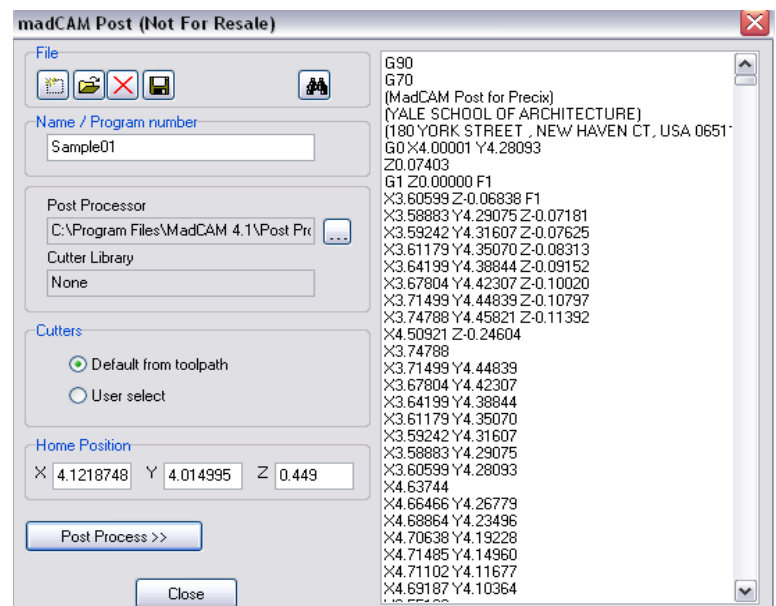 madCAM Post (Not For Resale)
File
Name / Program number
Sample01
Post Processor
C:\Program Files\MadCAM 4.1\Post Pr
...
Cutter Library
None
Cutters
Default from toolpath
User select
Home Position
X 4.1218748 Y 4.014995 Z 0.449
Post Process >>
Close
G90
G70
(MadCAM Post for Precix)
(YALE SCHOOL OF ARCHITECTURE)
(180 YORK STREET , NEW HAVEN CT, USA 0651
G0 X4.00001 Y4.28093
Z0.07403
G1 Z0.00000 F1
X3.60599 Z-0.06838 F1
X3.58883 Y4.29075 Z-0.07181
X3.59242 Y4.31607 Z-0.07625
X3.61179 Y4.35070 Z-0.08313
X3.64199 Y4.38844 Z-0.09152
X3.67804 Y4.42307 Z-0.10020
X3.71499 Y4.44839 Z-0.10797
X3.74788 Y4.45821 Z-0.11392
X4.50921 Z-0.24604
X3.74788
X3.71499 Y4.44839
X3.67804 Y4.42307
X3.64199 Y4.38844
X3.61179 Y4.35070
X3.59242 Y4.31607
X3.58883 Y4.29075
X3.60599 Y4.28093
X4.63744
X4.66466 Y4.26779
X4.68864 Y4.23496
X4.70638 Y4.19228
X4.71485 Y4.14960
X4.71102 Y4.11677
X4.69187 Y4.10364